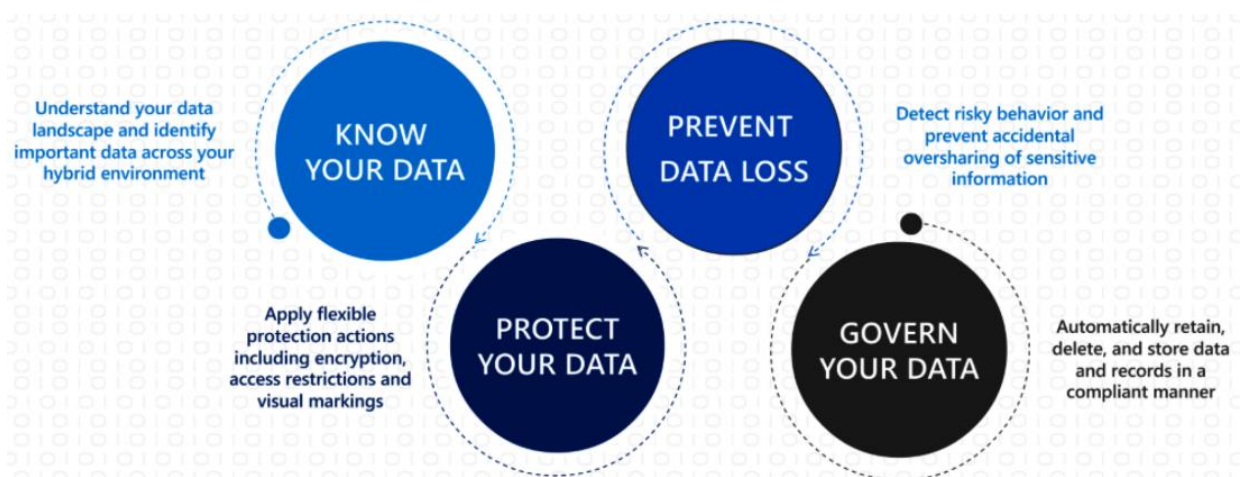 Understand your data
landscape and identify
important data across your
hybrid environment
KNOW
YOUR DATA
Apply flexible
protection actions
including encryption,
access restrictions and
visual markings
PROTECT
YOUR DATA
PREVENT
DATA LOSS
Detect risky behavior and
prevent accidental
oversharing of sensitive
information
GOVERN
YOUR DATA
Automatically retain,
delete, and store data
and records in a
compliant manner